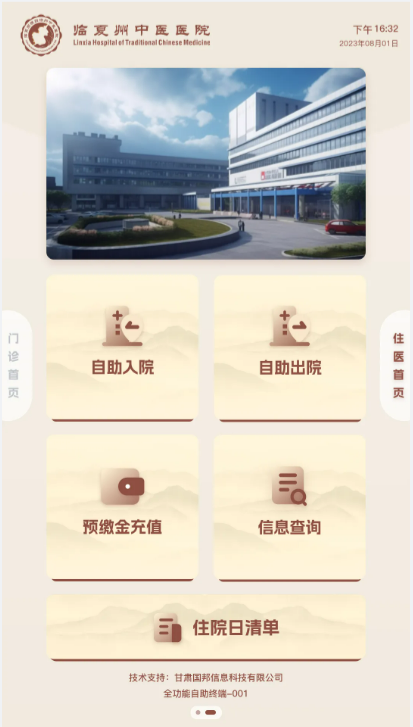 临夏州中医医院
Linxia Hospital of Traditional Chinese Medicine
下午16:32
2023年08月01日
门诊首页
住医首页
自助入院
自助出院
预缴金充值
信息查询
住院日清单
技术支持：甘肃国邦信息科技有限公司
全功能自助终端-001